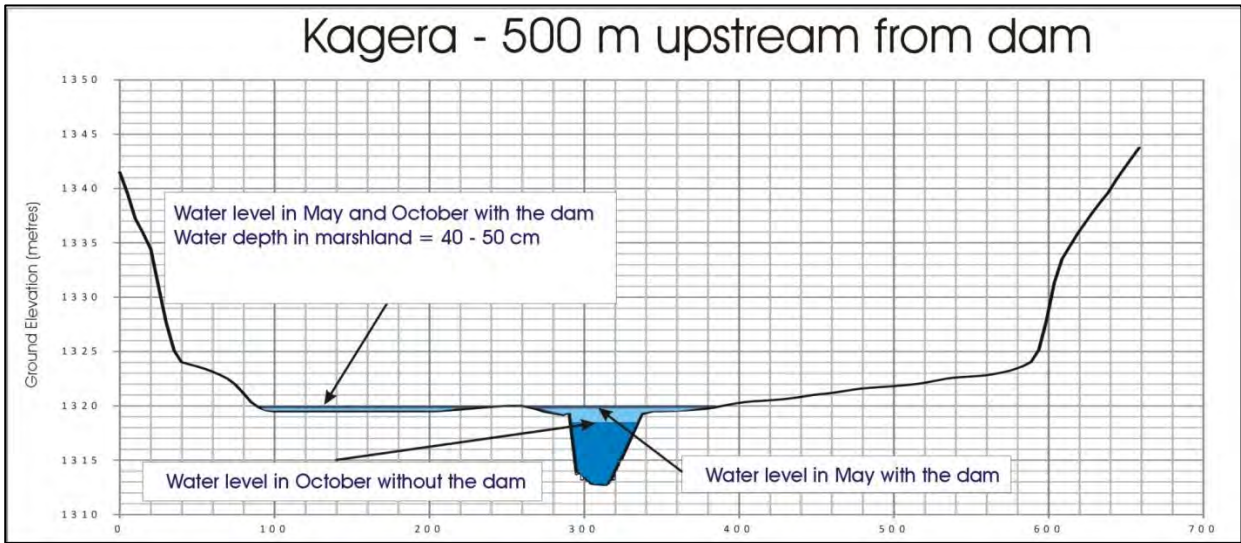 Kagera - 500 m upstream from dam
Ground Elevation (metres)
1350
1345
1340
1335
1330
1325
1320
1315
1310
Water level in May and October with the dam
Water depth in marshland = 40 - 50 cm
Water level in October without the dam
Water level in May with the dam
0 100 200 300 400 500 600 700